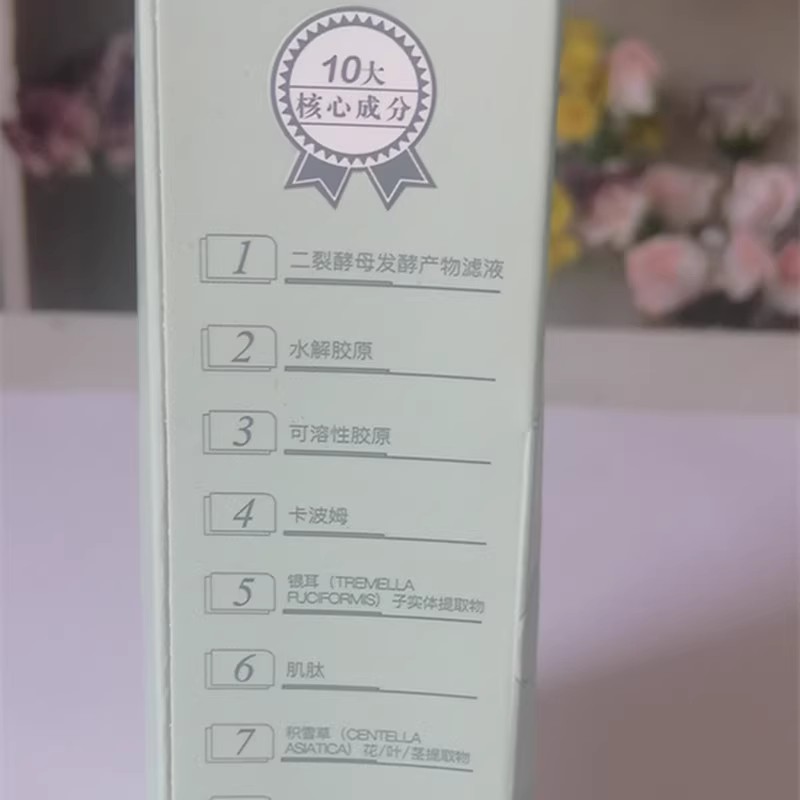 10大
核心成分
1 二裂酵母发酵产物滤液
2 水解胶原
3 可溶性胶原
4 卡波姆
5 银耳（TREMELLA
FUCIFORMIS）子实体提取物
6 肌肽
7 积雪草（CENTELLA
ASIATICA）花/叶/茎提取物